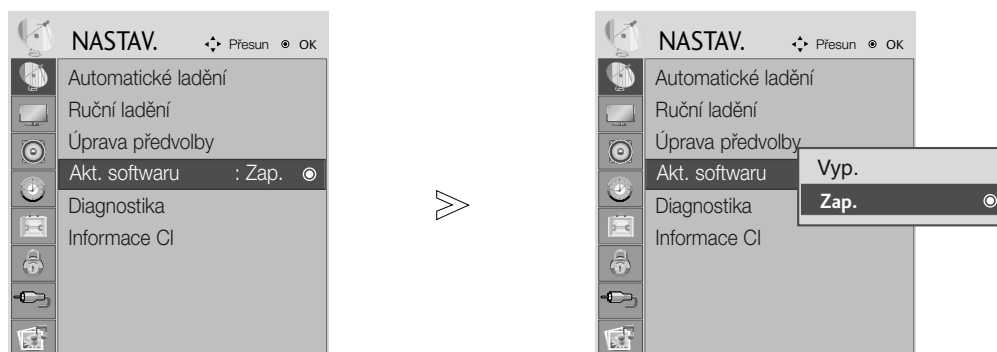 NASTAV. Přesun OK
Automatické ladění
Ruční ladění
Úprava předvolby
Akt. softwaru : Zap.
Diagnostika
Informace CI
NASTAV. Přesun OK
Automatické ladění
Ruční ladění
Úprava předvolby
Akt. softwaru
Diagnostika
Informace CI
Vyp.
Zap.